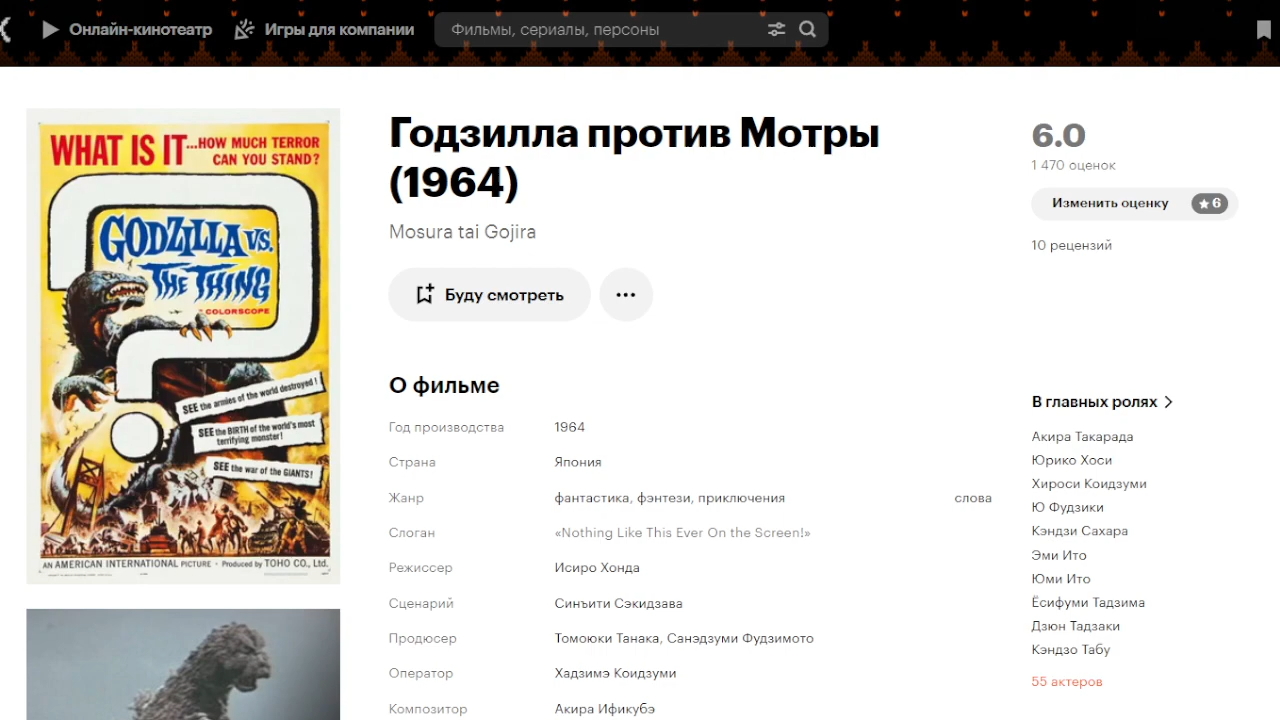 Онлайн-кинотеатр
Игры для компании
Фильмы, сериалы, персоны
WHAT IS IT...HOW MUCH TERROR
CAN YOU STAND?
GODZILLA VS.
THE THING
COLORSCOPE
SEE the armies of the world destroyed!
SEE the BIRTH of the world's most
terrifying monster!
SEE the war of the GIANTS!
AN AMERICAN INTERNATIONAL PICTURE · Produced by TOHO CO., Ltd.
Годзилла против Мотры
(1964)
Mosura tai Gojira
Буду смотреть
О фильме
Год производства 1964
Страна Япония
Жанр фантастика, фэнтези, приключения слова
Слоган «Nothing Like This Ever On the Screen!»
Режиссер Исиро Хонда
Сценарий Синъити Сэкидзава
Продюсер Томоюки Танака, Санэдзуми Фудзимото
Оператор Хадзимэ Коидзуми
Композитор Акира Ификубэ
6.0
1 470 оценок
Изменить оценку 6
10 рецензий
В главных ролях
Акира Такарада
Юрико Хоси
Хироси Коидзуми
Ю Фудзики
Кэндзи Сахара
Эми Ито
Юми Ито
Ёсифуми Тадзима
Дзюн Тадзаки
Кэндзо Табу
55 актеров